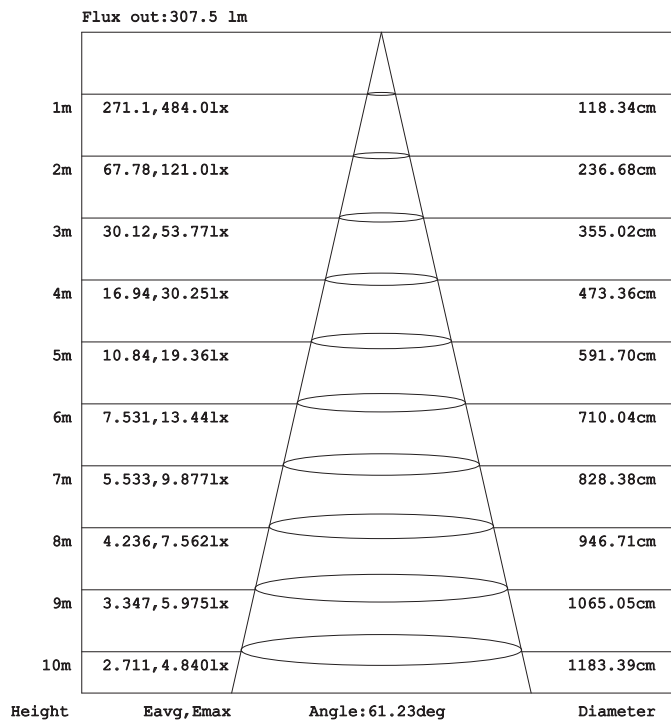 Flux out:307.5 lm
1m 271.1,484.0lx 118.34cm
2m 67.78,121.0lx 236.68cm
3m 30.12,53.77lx 355.02cm
4m 16.94,30.25lx 473.36cm
5m 10.84,19.36lx 591.70cm
6m 7.531,13.44lx 710.04cm
7m 5.533,9.877lx 828.38cm
8m 4.236,7.562lx 946.71cm
9m 3.347,5.975lx 1065.05cm
10m 2.711,4.840lx 1183.39cm
Height Eavg,Emax Angle:61.23deg Diameter